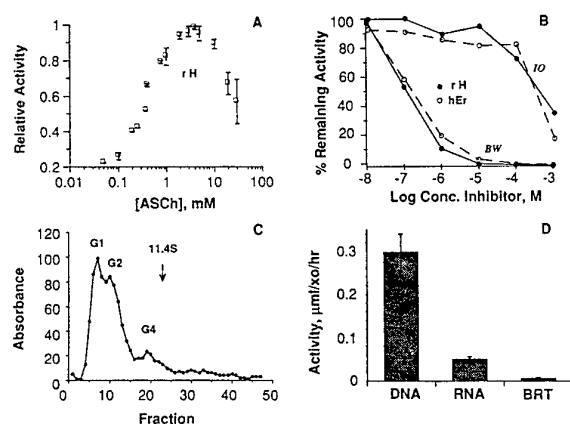 A
Relative Activity
1
0.8
0.6
0.4
0.2
r H
0.01 0.1 1 10 100
[ASCh], mM
B
% Remaining Activity
100
80
60
40
20
0
IO
r H
hEr
BW
-8 -7 -6 -5 -4 -3
Log Conc. Inhibitor, M
C
Absorbance
120
100
80
60
40
20
0
G1
G2
11.4S
G4
0 10 20 30 40 50
Fraction
D
Activity, µml/xo/hr
0.3
0.2
0.1
0
DNA RNA BRT